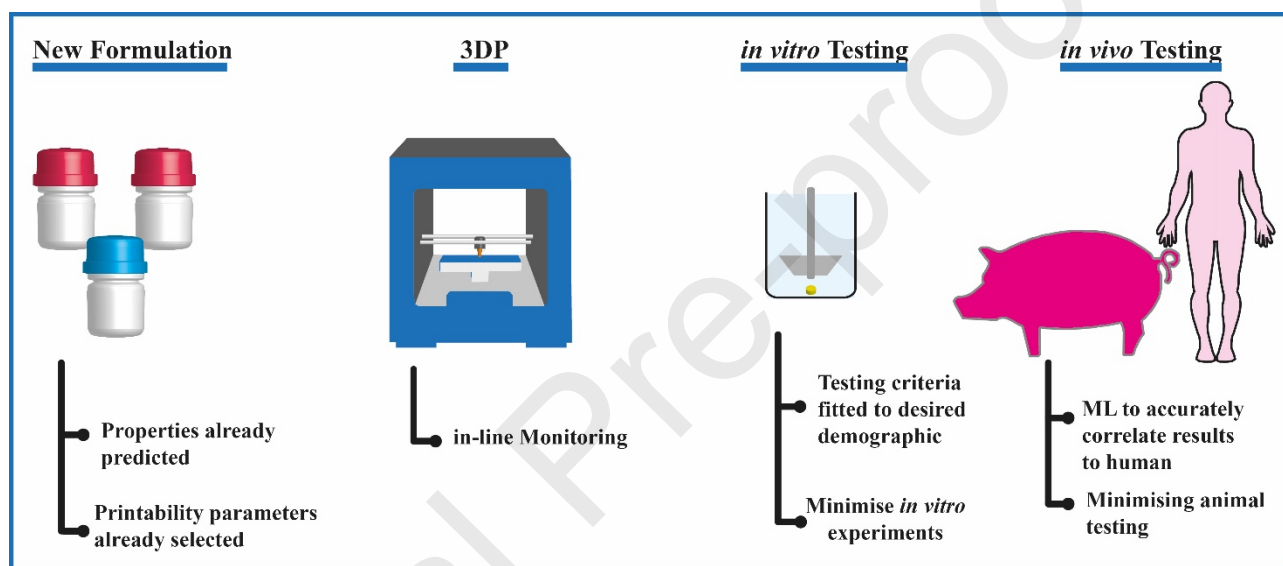 New Formulation
3DP
in vitro Testing
in vivo Testing
Properties already
predicted
Printability parameters
already selected
in-line Monitoring
Testing criteria
fitted to desired
demographic
Minimise in vitro
experiments
ML to accurately
correlate results
to human
Minimising animal
testing
Pre-proo